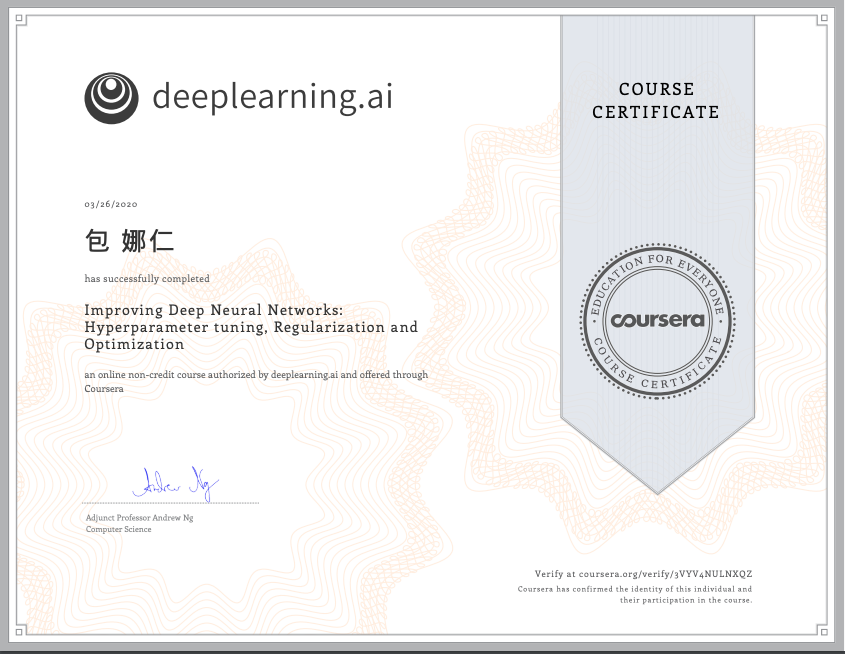 deeplearning.ai
COURSE
CERTIFICATE
03/26/2020
包 娜仁
has successfully completed
Improving Deep Neural Networks:
Hyperparameter tuning, Regularization and
Optimization
an online non-credit course authorized by deeplearning.ai and offered through
Coursera
EDUCATION FOR EVERYONE
coursera
COURSE CERTIFICATE
Andrew Ng
Adjunct Professor Andrew Ng
Computer Science
Verify at coursera.org/verify/3VYV4NULNXQZ
Coursera has confirmed the identity of this individual and
their participation in the course.